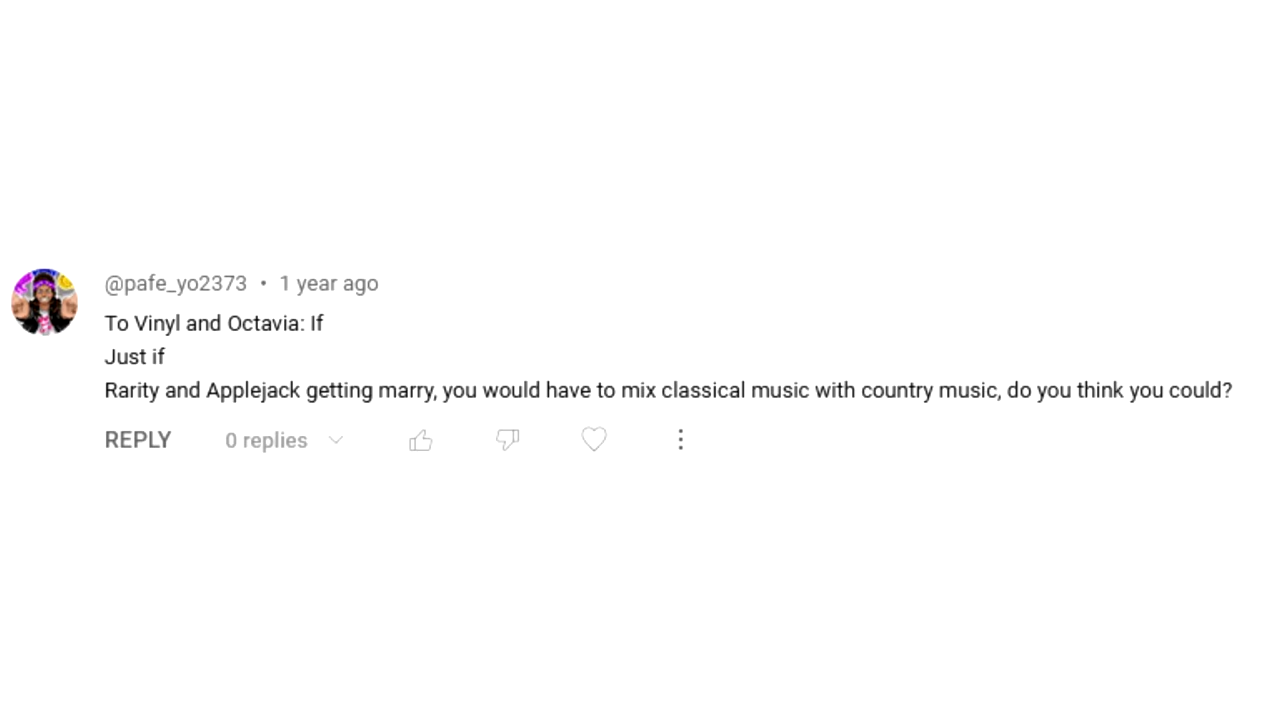 @pafe_yo2373 • 1 year ago
To Vinyl and Octavia: If
Just if
Rarity and Applejack getting marry, you would have to mix classical music with country music, do you think you could?
REPLY 0 replies